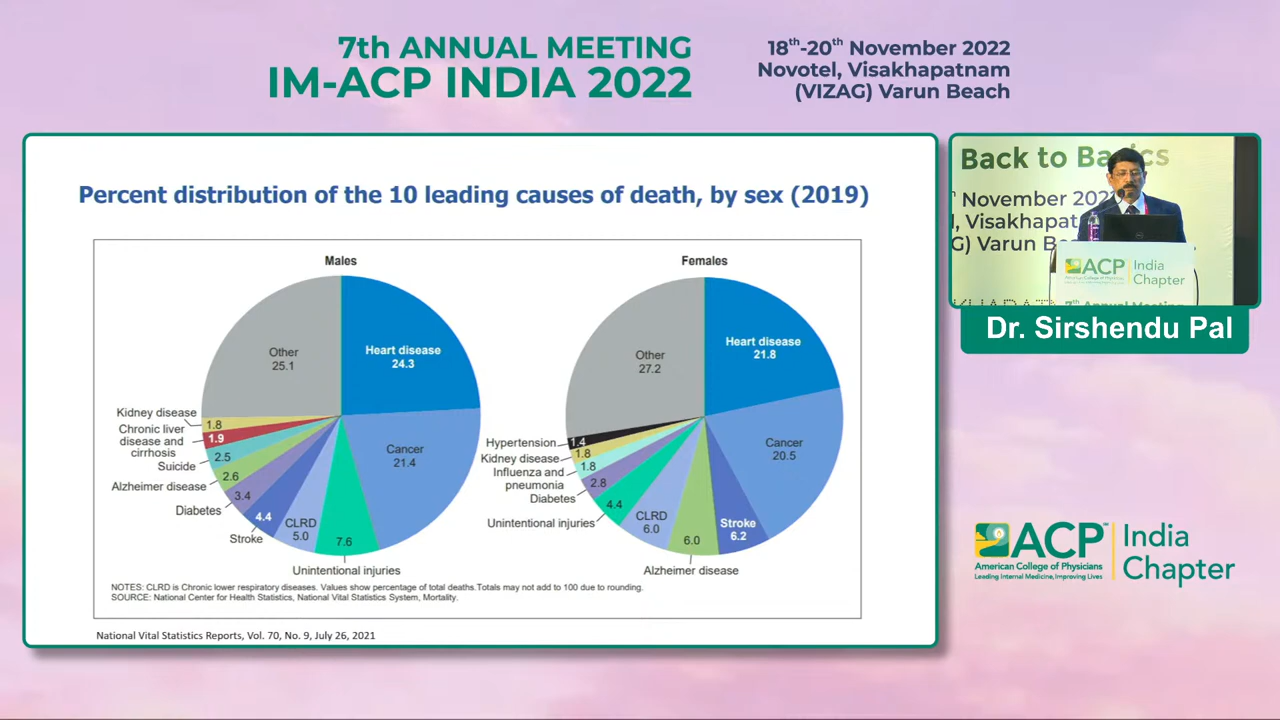 7th ANNUAL MEETING
IM-ACP INDIA 2022
18th-20th November 2022
Novotel, Visakhapatnam
(VIZAG) Varun Beach
Percent distribution of the 10 leading causes of death, by sex (2019)
Males
Other
25.1
Heart disease
24.3
Kidney disease
1.8
Chronic liver
disease and
cirrhosis
1.9
Suicide
2.5
Alzheimer disease
2.6
Diabetes
3.4
Stroke
4.4
CLRD
5.0
7.6
Unintentional injuries
Cancer
21.4
Females
Other
27.2
Heart disease
21.8
Hypertension
1.4
Kidney disease
1.8
Influenza and
pneumonia
1.8
Diabetes
2.8
Unintentional injuries
4.4
CLRD
6.0
6.0
Alzheimer disease
Stroke
6.2
Cancer
20.5
NOTES: CLRD is Chronic lower respiratory diseases. Values show percentage of total deaths.Totals may not add to 100 due to rounding.
SOURCE: National Center for Health Statistics, National Vital Statistics System, Mortality.
National Vital Statistics Reports, Vol. 70, No. 9, July 26, 2021
Back to Basics
November 202
Visakhapat
G) Varun B
ACP India
Chapter
7th Annual Meeting
Dr. Sirshendu Pal
ACP™ India
Chapter
American College of Physicians
Leading Internal Medicine, Improving Lives